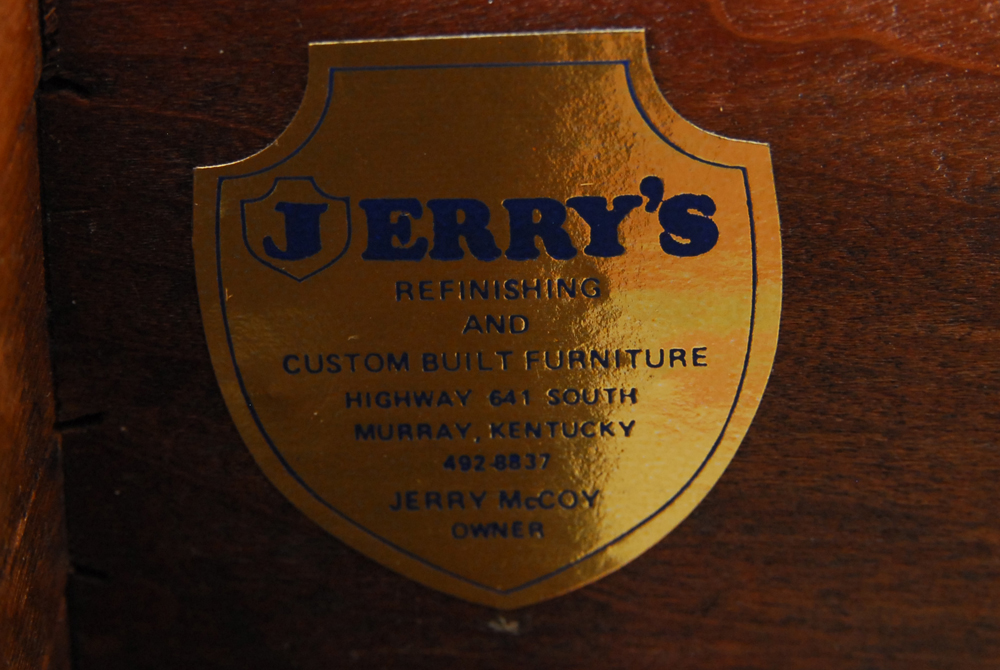 JERRY'S
REFINISHING
AND
CUSTOM BUILT FURNITURE
HIGHWAY 641 SOUTH
MURRAY, KENTUCKY
492-8837
JERRY McCOY
OWNER